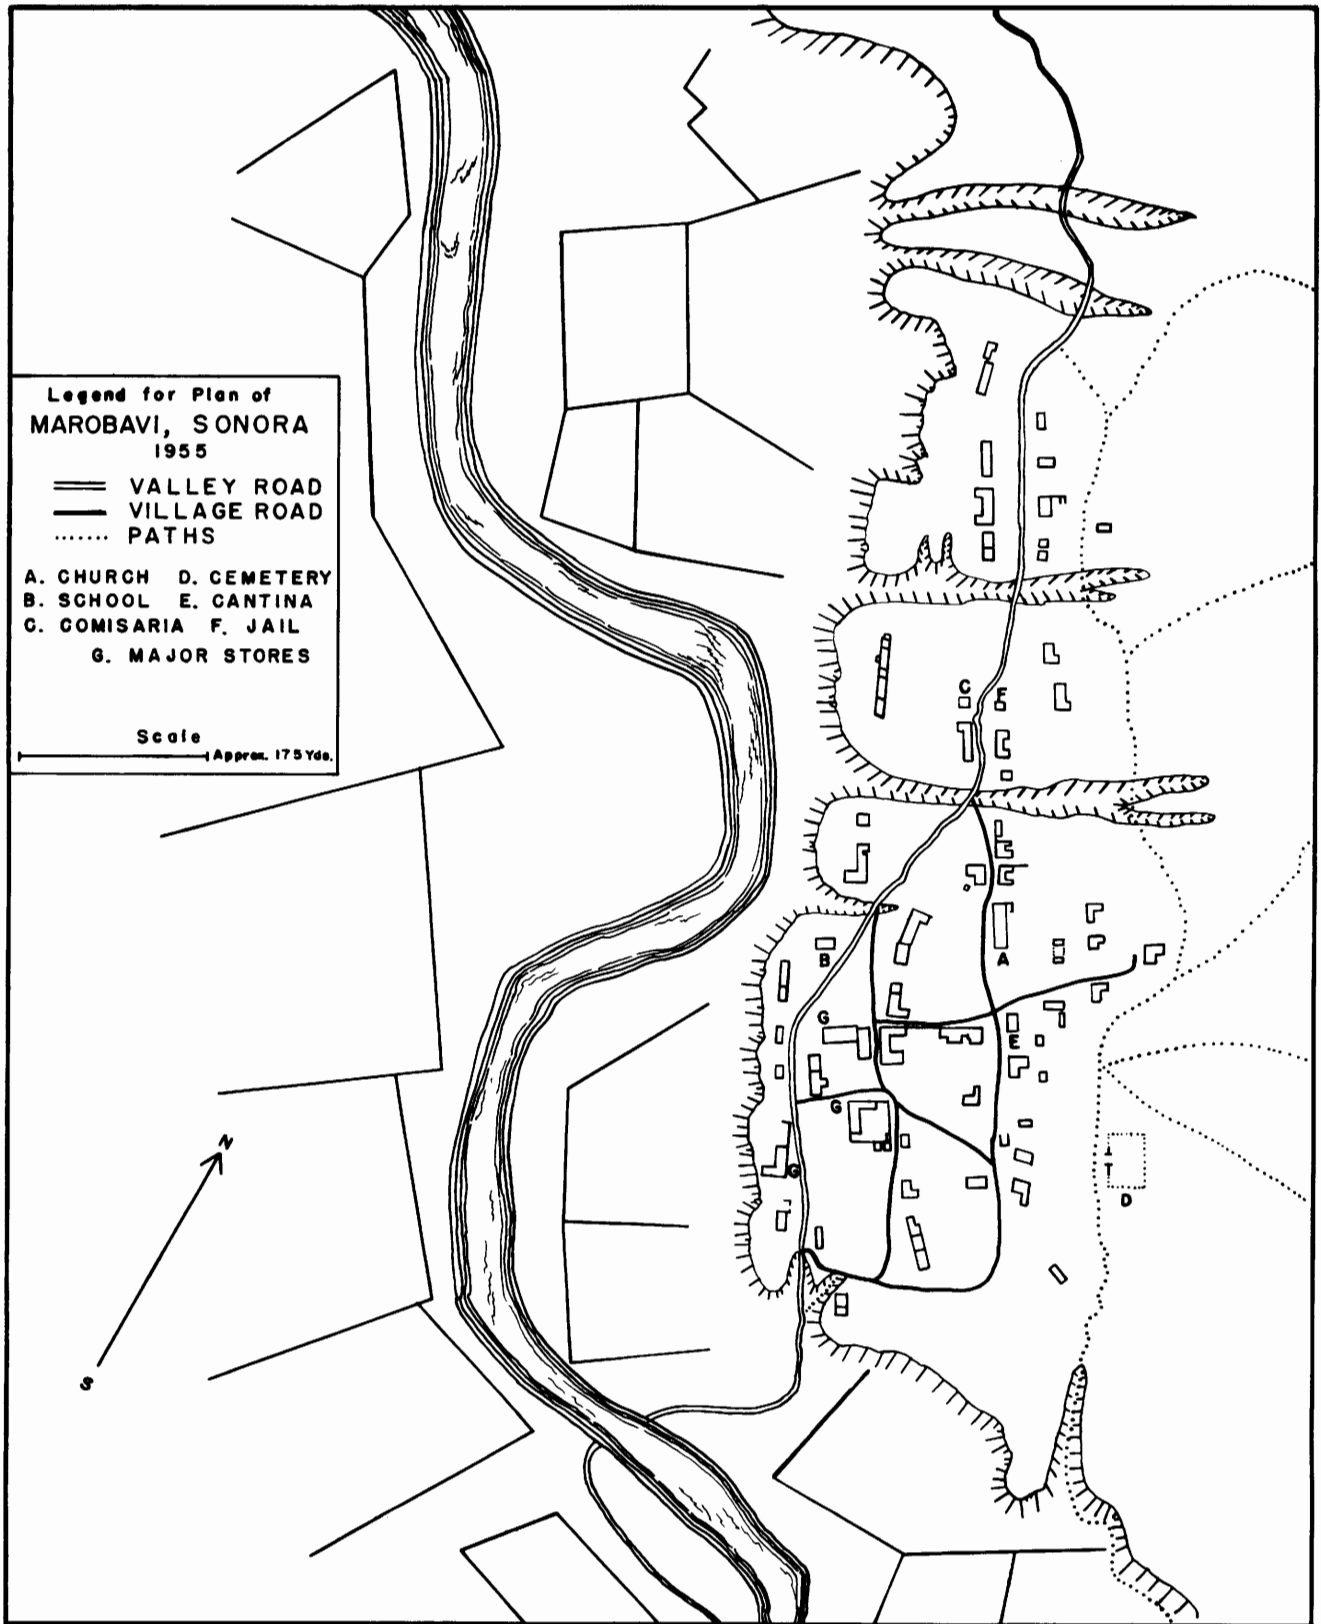 Legend for Plan of
MAROBAVI, SONORA
1955
VALLEY ROAD
VILLAGE ROAD
PATHS
A. CHURCH D. CEMETERY
B. SCHOOL E. CANTINA
C. COMISARIA F. JAIL
G. MAJOR STORES
Scale
Approx. 175 Yds.
C F
B A
G
E
G
N
G
D
S